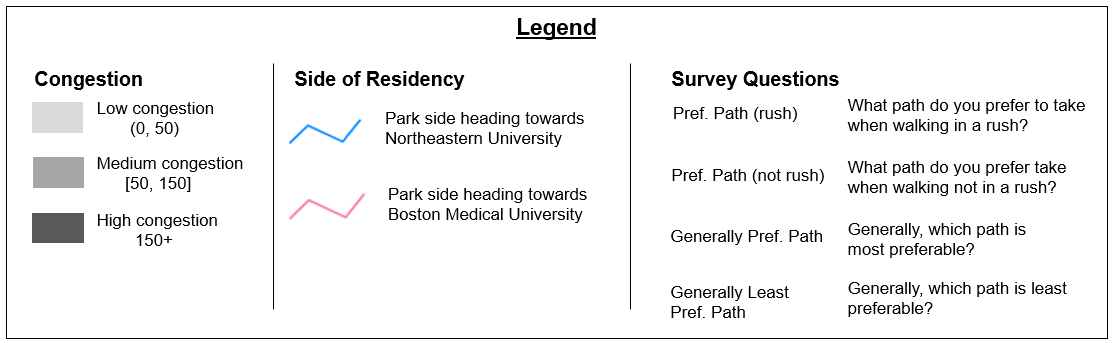 Legend
Congestion
Low congestion
(0, 50)
Medium congestion
[50, 150]
High congestion
150+
Side of Residency
Park side heading towards
Northeastern University
Park side heading towards
Boston Medical University
Survey Questions
Pref. Path (rush)
What path do you prefer to take
when walking in a rush?
Pref. Path (not rush)
What path do you prefer take
when walking not in a rush?
Generally Pref. Path
Generally, which path is
most preferable?
Generally Least
Pref. Path
Generally, which path is least
preferable?